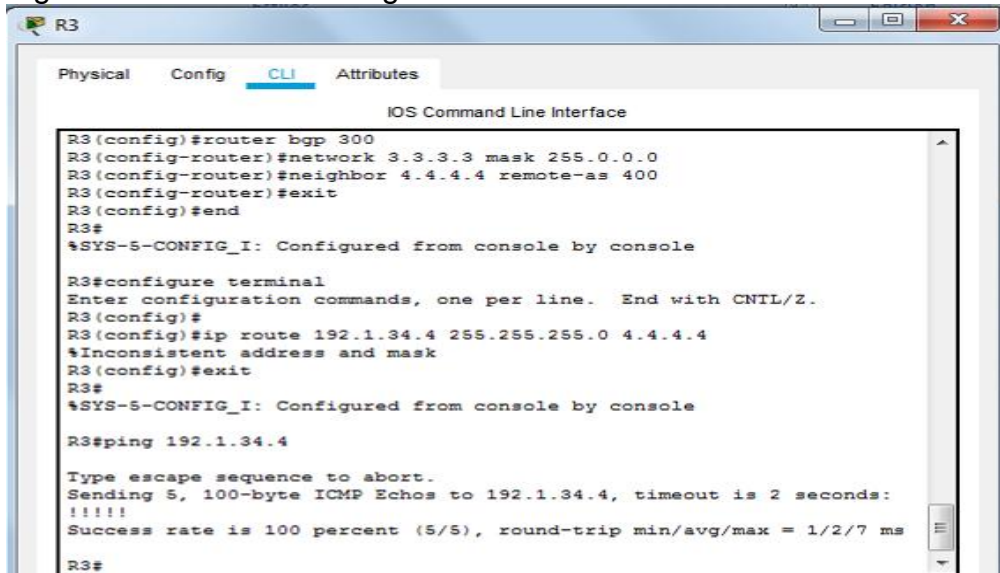 R3
Physical Config CLI Attributes
IOS Command Line Interface
R3(config)#router bgp 300
R3(config-router)#network 3.3.3.3 mask 255.0.0.0
R3(config-router)#neighbor 4.4.4.4 remote-as 400
R3(config-router)#exit
R3(config)#end
R3#
%SYS-5-CONFIG_I: Configured from console by console
R3#configure terminal
Enter configuration commands, one per line. End with CNTL/Z.
R3(config)#
R3(config)#ip route 192.1.34.4 255.255.255.0 4.4.4.4
%Inconsistent address and mask
R3(config)#exit
R3#
%SYS-5-CONFIG_I: Configured from console by console
R3#ping 192.1.34.4
Type escape sequence to abort.
Sending 5, 100-byte ICMP Echos to 192.1.34.4, timeout is 2 seconds:
!!!!!
Success rate is 100 percent (5/5), round-trip min/avg/max = 1/2/7 ms
R3#